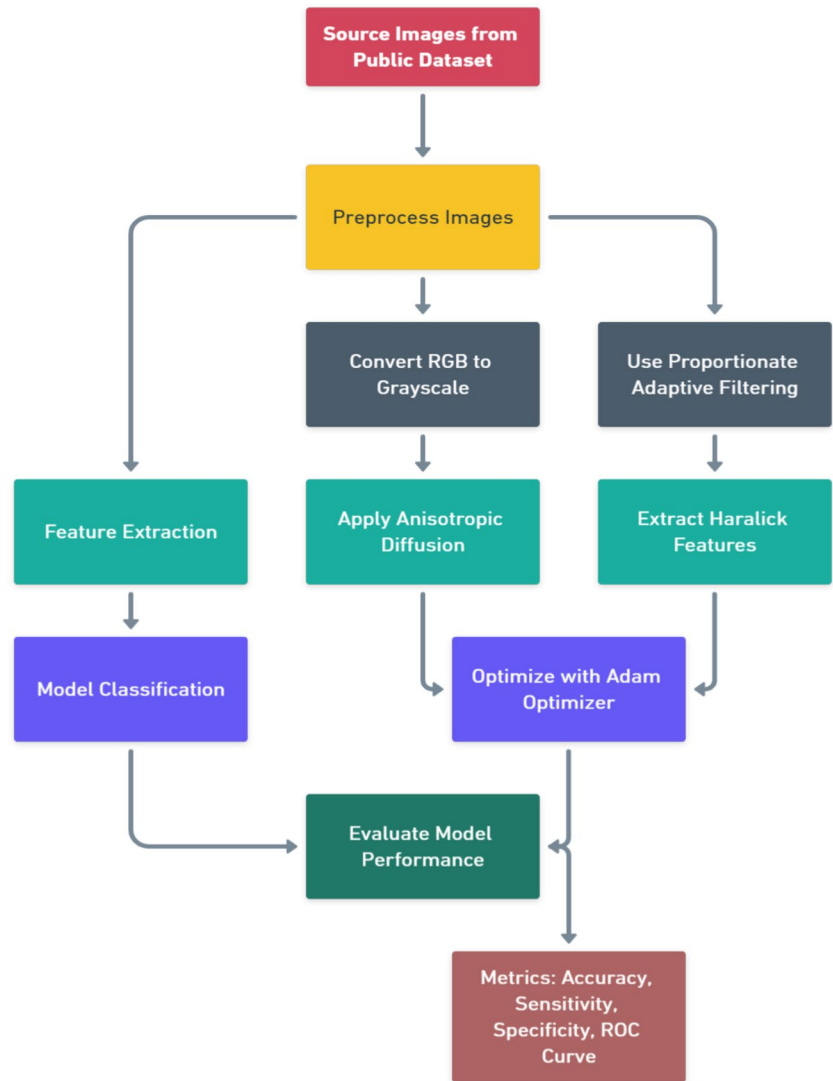 Source Images from
Public Dataset
Preprocess Images
Convert RGB to
Grayscale
Use Proportionate
Adaptive Filtering
Feature Extraction
Apply Anisotropic
Diffusion
Extract Haralick
Features
Model Classification
Optimize with Adam
Optimizer
Evaluate Model
Performance
Metrics: Accuracy,
Sensitivity,
Specificity, ROC
Curve